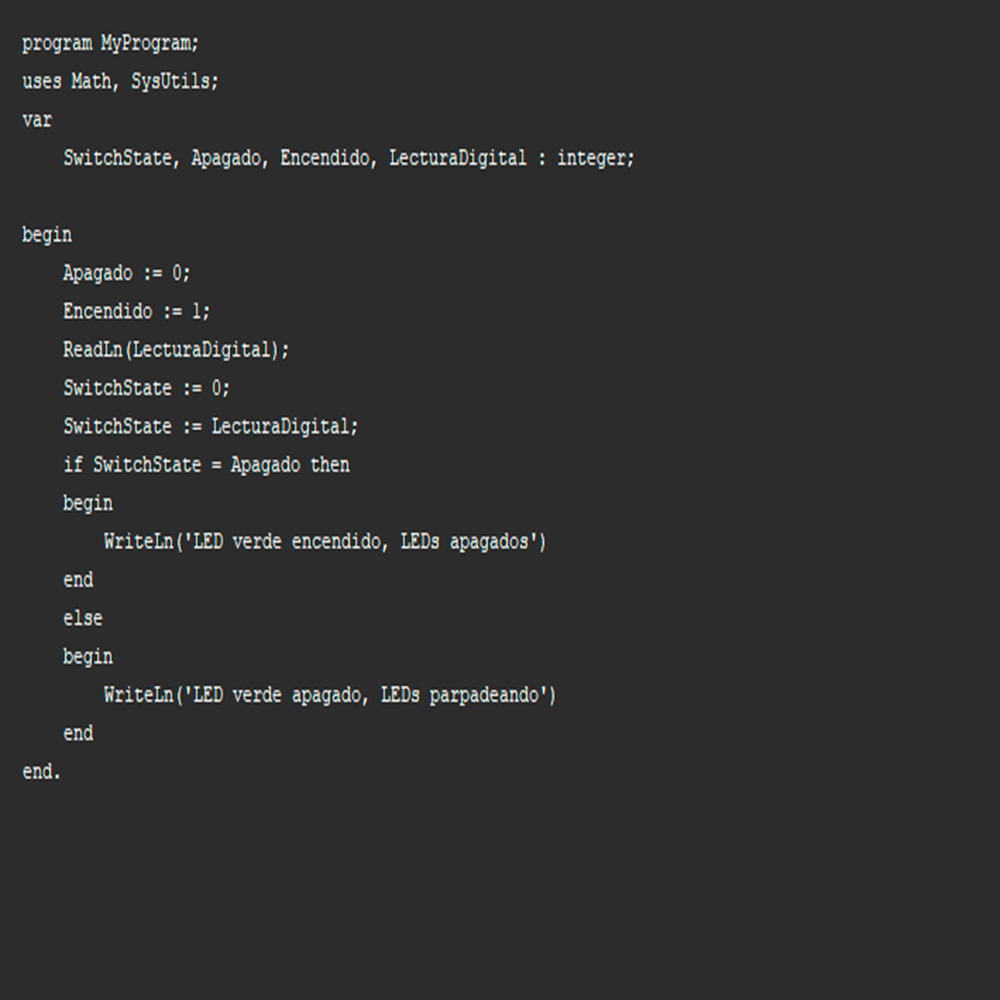 program MyProgram;
uses Math, SysUtils;
var
    SwitchState, Apagado, Encendido, LecturaDigital : integer;
begin
    Apagado := 0;
    Encendido := 1;
    ReadLn(LecturaDigital);
    SwitchState := 0;
    SwitchState := LecturaDigital;
    if SwitchState = Apagado then
    begin
        WriteLn('LED verde encendido, LEDs apagados')
    end
    else
    begin
        WriteLn('LED verde apagado, LEDs parpadeando')
    end
end.